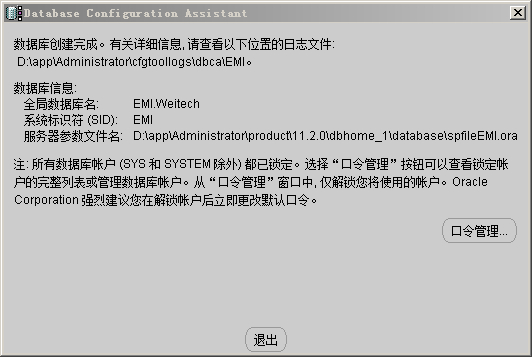 Database Configuration Assistant
数据库创建完成。有关详细信息, 请查看以下位置的日志文件:
D:\app\Administrator\cfgtoollogs\dbca\EMI。
数据库信息:
全局数据库名: EMI.Weitech
系统标识符 (SID): EMI
服务器参数文件名: D:\app\Administrator\product\11.2.0\dbhome_1\database\spfileEMI.ora
注: 所有数据库帐户 (SYS 和 SYSTEM 除外) 都已锁定。选择“口令管理”按钮可以查看锁定帐
户的完整列表或管理数据库帐户。从“口令管理”窗口中, 仅解锁您将使用的帐户。Oracle
Corporation 强烈建议您在解锁帐户后立即更改默认口令。
口令管理...
退出